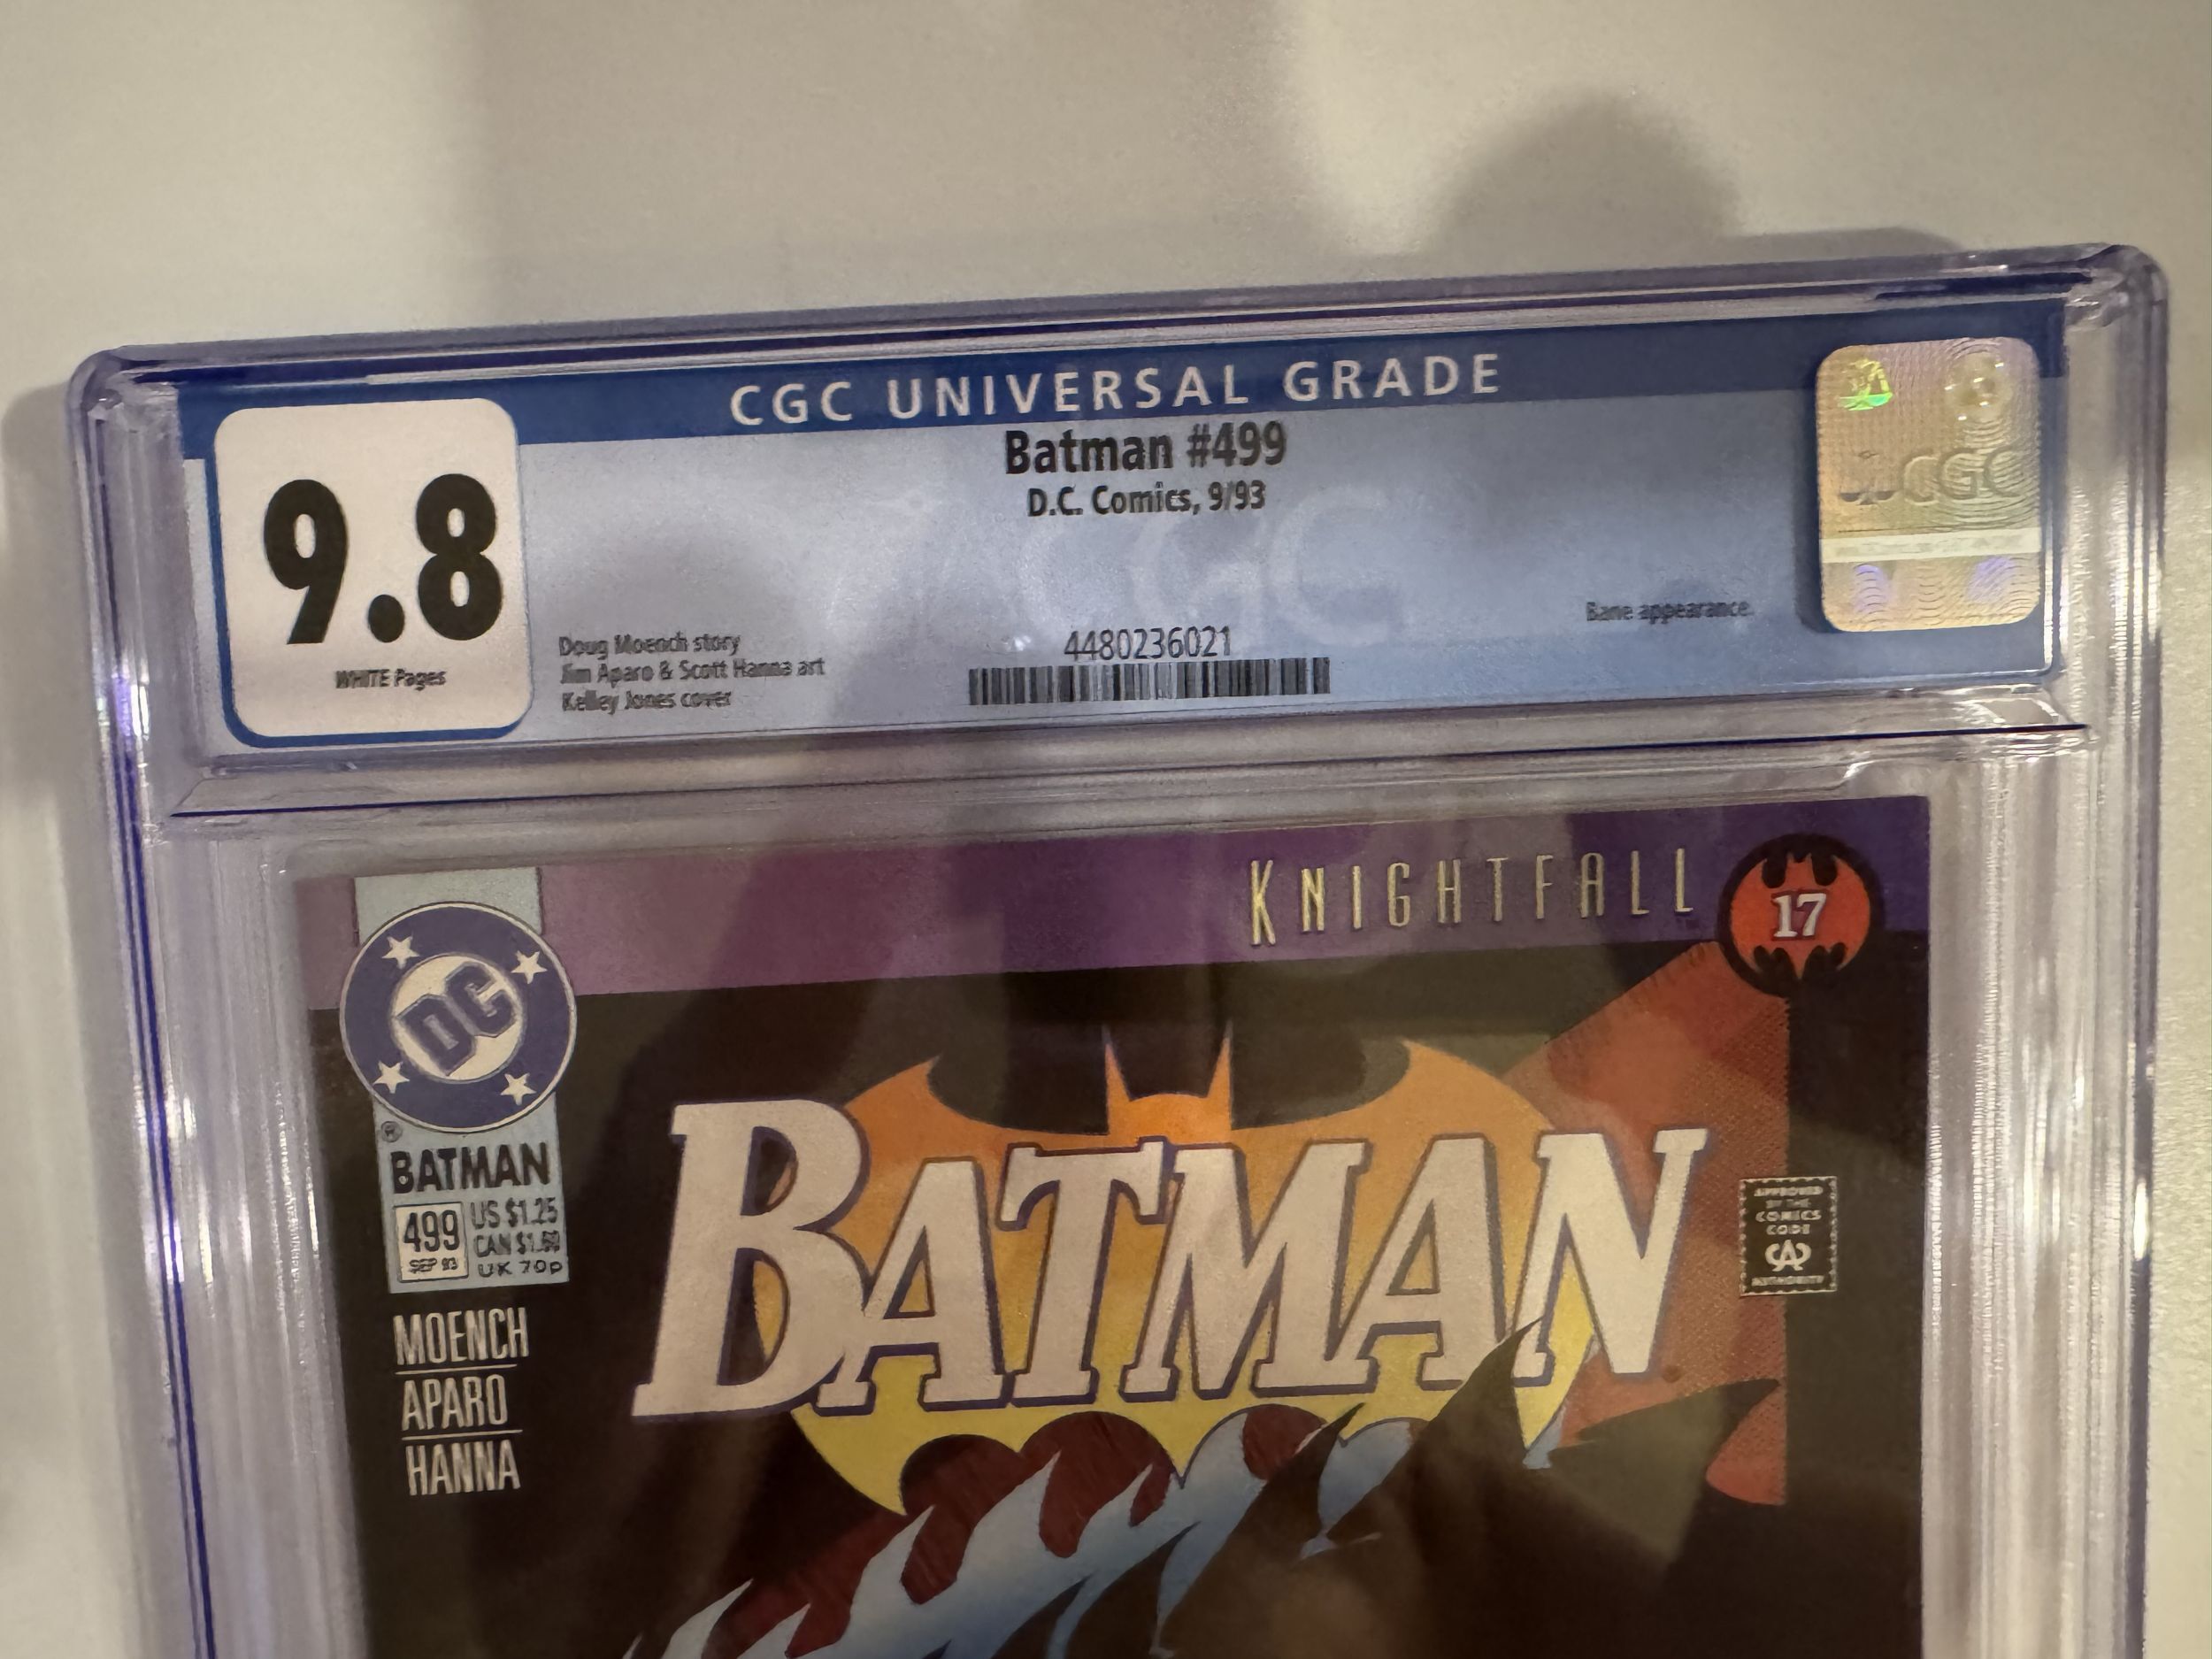 CGC UNIVERSAL GRADE
9.8
WHITE Pages
Batman #499
D.C. Comics, 9/93
Doug Moench story
Jim Aparo & Scott Hanna art
Kelley Jones cover
4480236021
Bane appearance.
CGC
KNIGHTFALL
17
DC
®
BATMAN
499
SEP 93
US $1.25
CAN $1.50
UK 70p
MOENCH
APARO
HANNA
BATMAN
APPROVED
BY THE
COMICS
CODE
CA
AUTHORITY